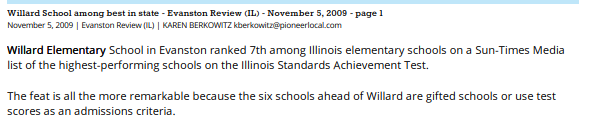 Willard School among best in state - Evanston Review (IL) - November 5, 2009 - page 1
November 5, 2009 | Evanston Review (IL) | KAREN BERKOWITZ kberkowitz@pioneerlocal.com
Willard Elementary School in Evanston ranked 7th among Illinois elementary schools on a Sun-Times Media
list of the highest-performing schools on the Illinois Standards Achievement Test.
The feat is all the more remarkable because the six schools ahead of Willard are gifted schools or use test
scores as an admissions criteria.